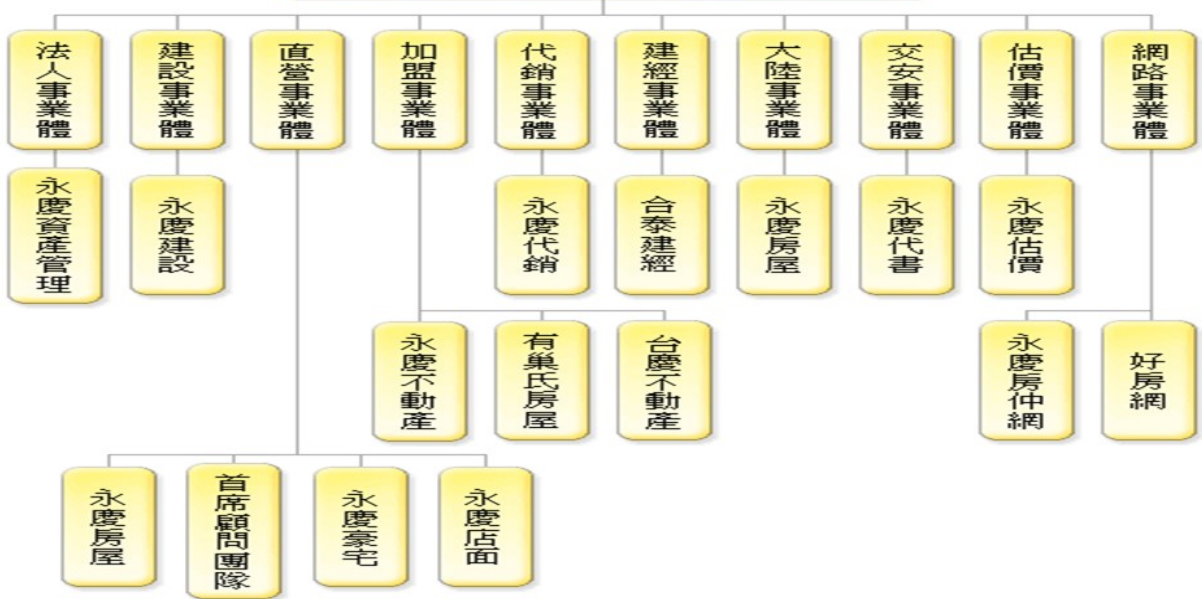 法人事業體
建設事業體
直營事業體
加盟事業體
代銷事業體
建經事業體
大陸事業體
交安事業體
估價事業體
網路事業體
永慶資產管理
永慶建設
永慶代銷
合泰建經
永慶房屋
永慶代書
永慶估價
永慶不動產
有巢氏房屋
台慶不動產
永慶房仲網
好房網
永慶房屋
首席顧問團隊
永慶豪宅
永慶店面